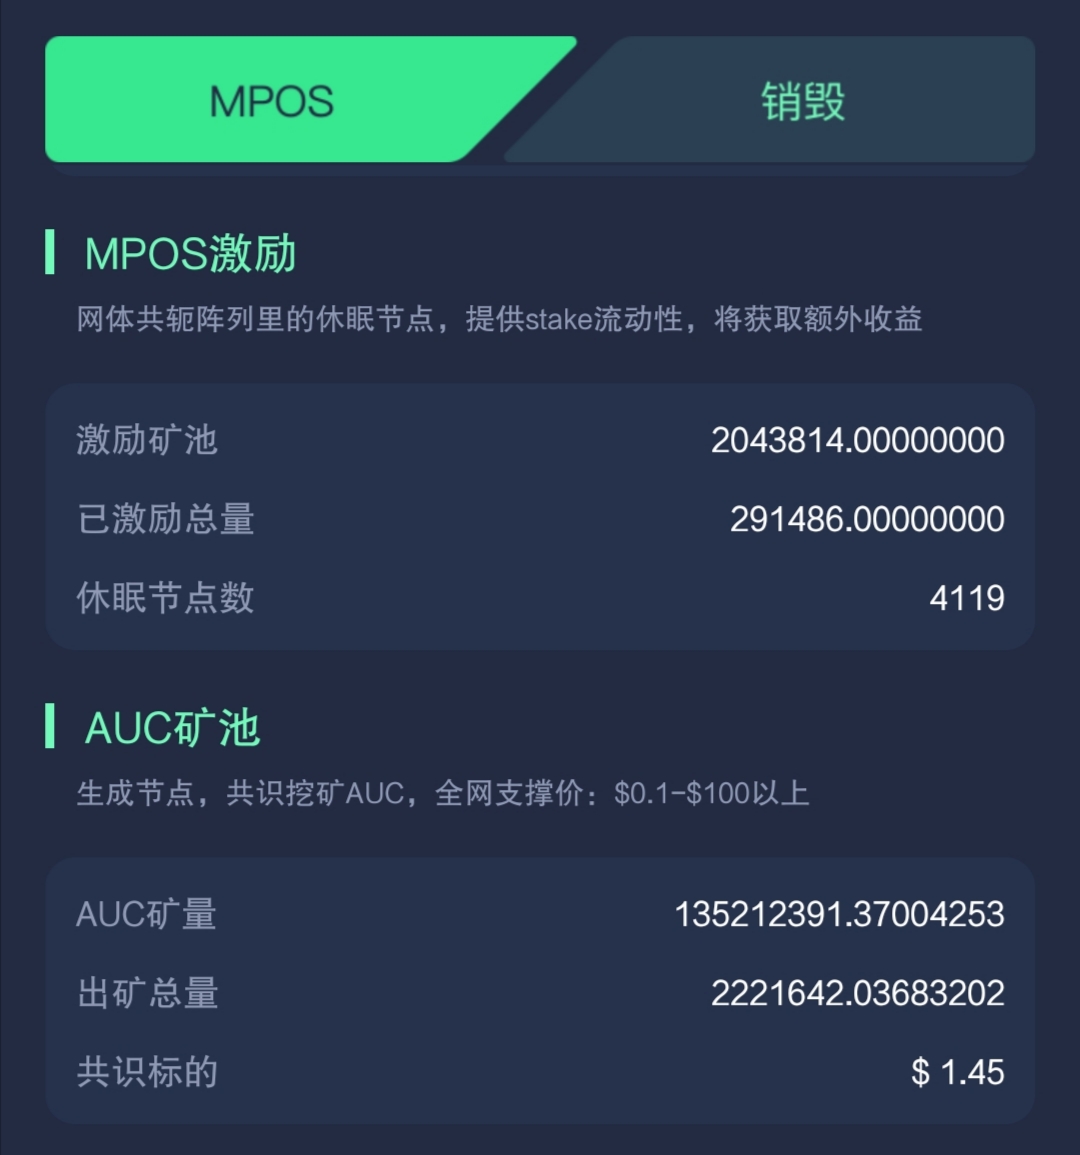 MPOS
销毁
MPOS激励
网体共轭阵列里的休眠节点，提供stake流动性，将获取额外收益
激励矿池 2043814.00000000
已激励总量 291486.00000000
休眠节点数 4119
AUC矿池
生成节点，共识挖矿AUC，全网支撑价：$0.1-$100以上
AUC矿量 135212391.37004253
出矿总量 2221642.03683202
共识标的 $ 1.45